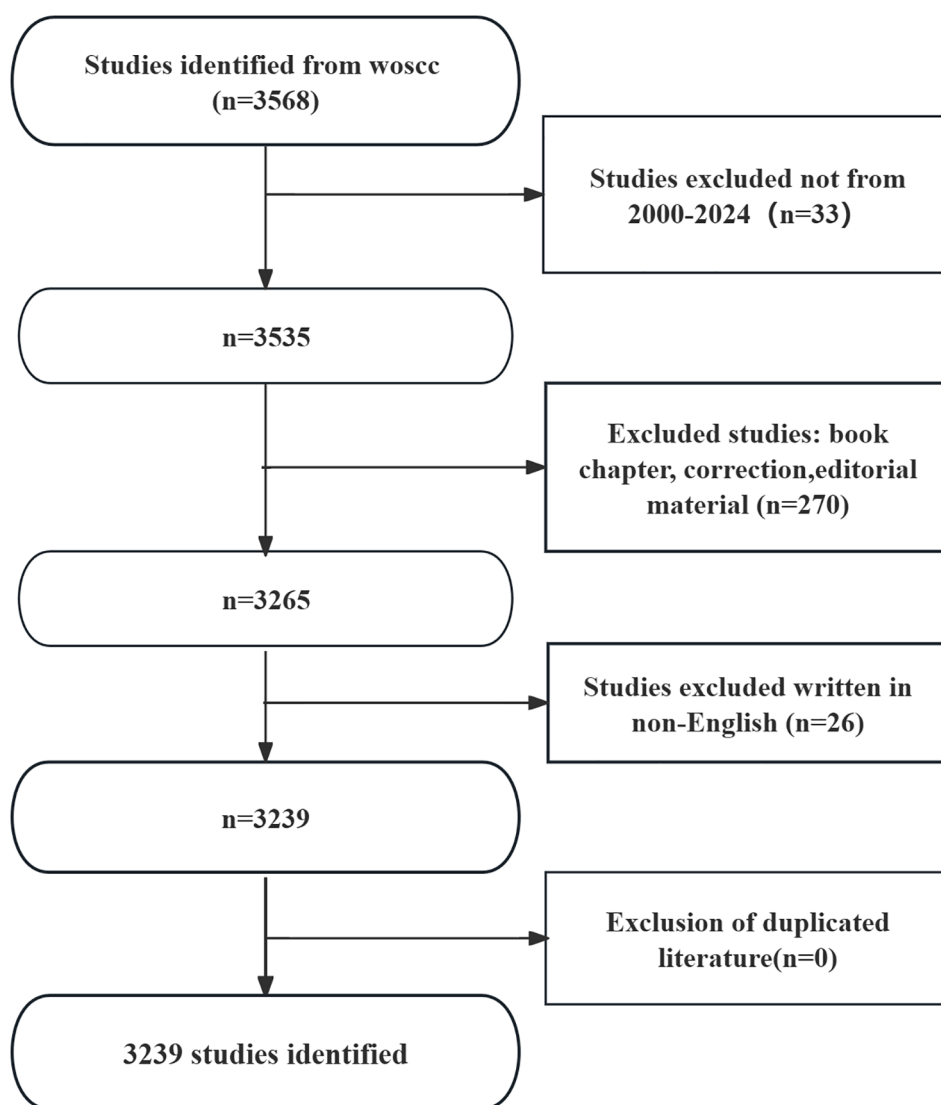 Studies identified from woscc
(n=3568)
Studies excluded not from
2000-2024（n=33）
n=3535
Excluded studies: book
chapter, correction,editorial
material (n=270)
n=3265
Studies excluded written in
non-English (n=26)
n=3239
Exclusion of duplicated
literature(n=0)
3239 studies identified